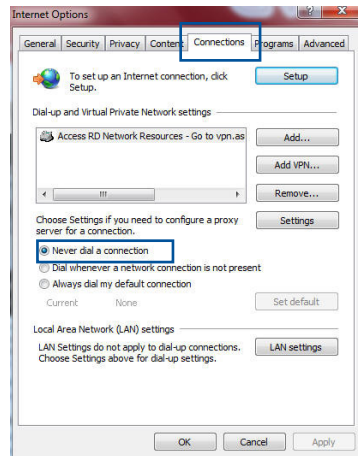 Internet Options
General Security Privacy Content Connections Programs Advanced
To set up an Internet connection, click
Setup.
Setup
Dial-up and Virtual Private Network settings
Access RD Network Resources - Go to vpn.as
Add...
Add VPN...
Remove...
Choose Settings if you need to configure a proxy
server for a connection.
Settings
Never dial a connection
Dial whenever a network connection is not present
Always dial my default connection
Current None
Set default
Local Area Network (LAN) settings
LAN Settings do not apply to dial-up connections.
Choose Settings above for dial-up settings.
LAN settings
OK Cancel Apply